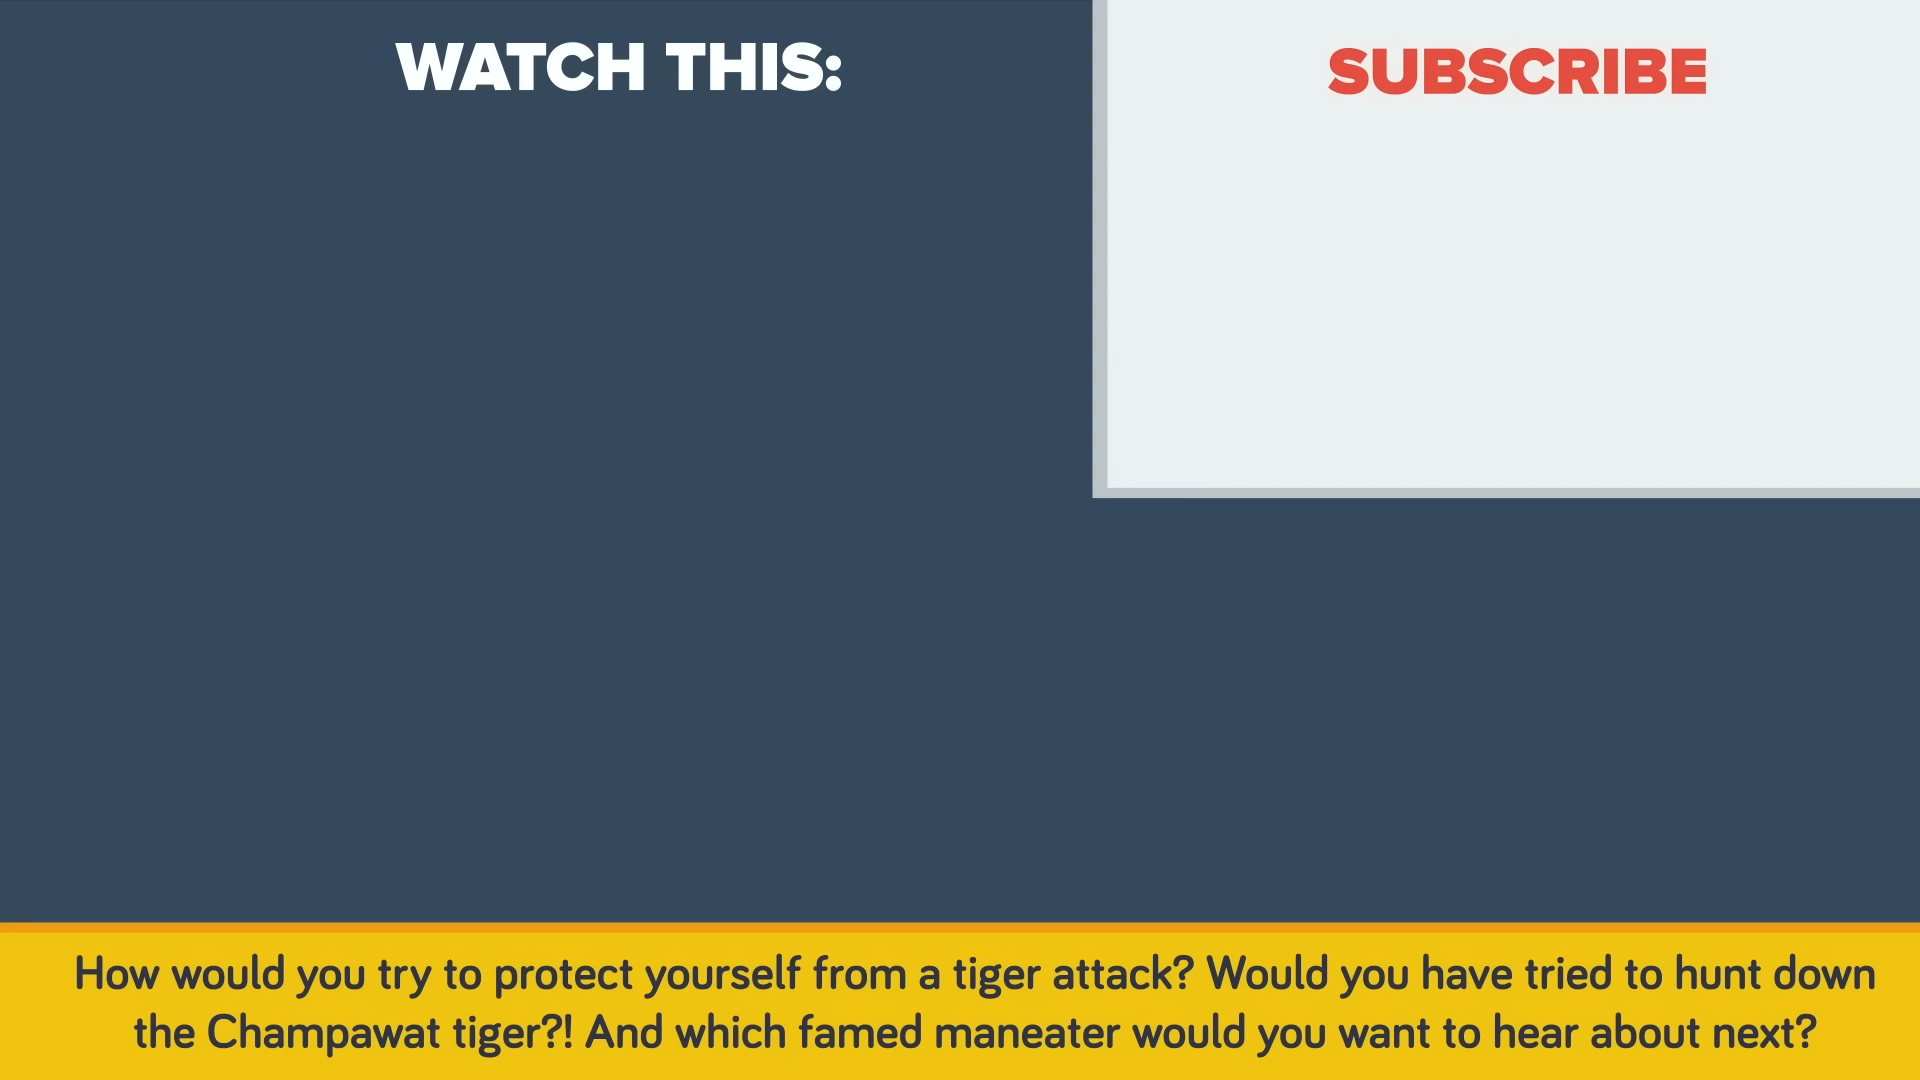 WATCH THIS:
SUBSCRIBE
How would you try to protect yourself from a tiger attack? Would you have tried to hunt down
the Champawat tiger?! And which famed maneater would you want to hear about next?